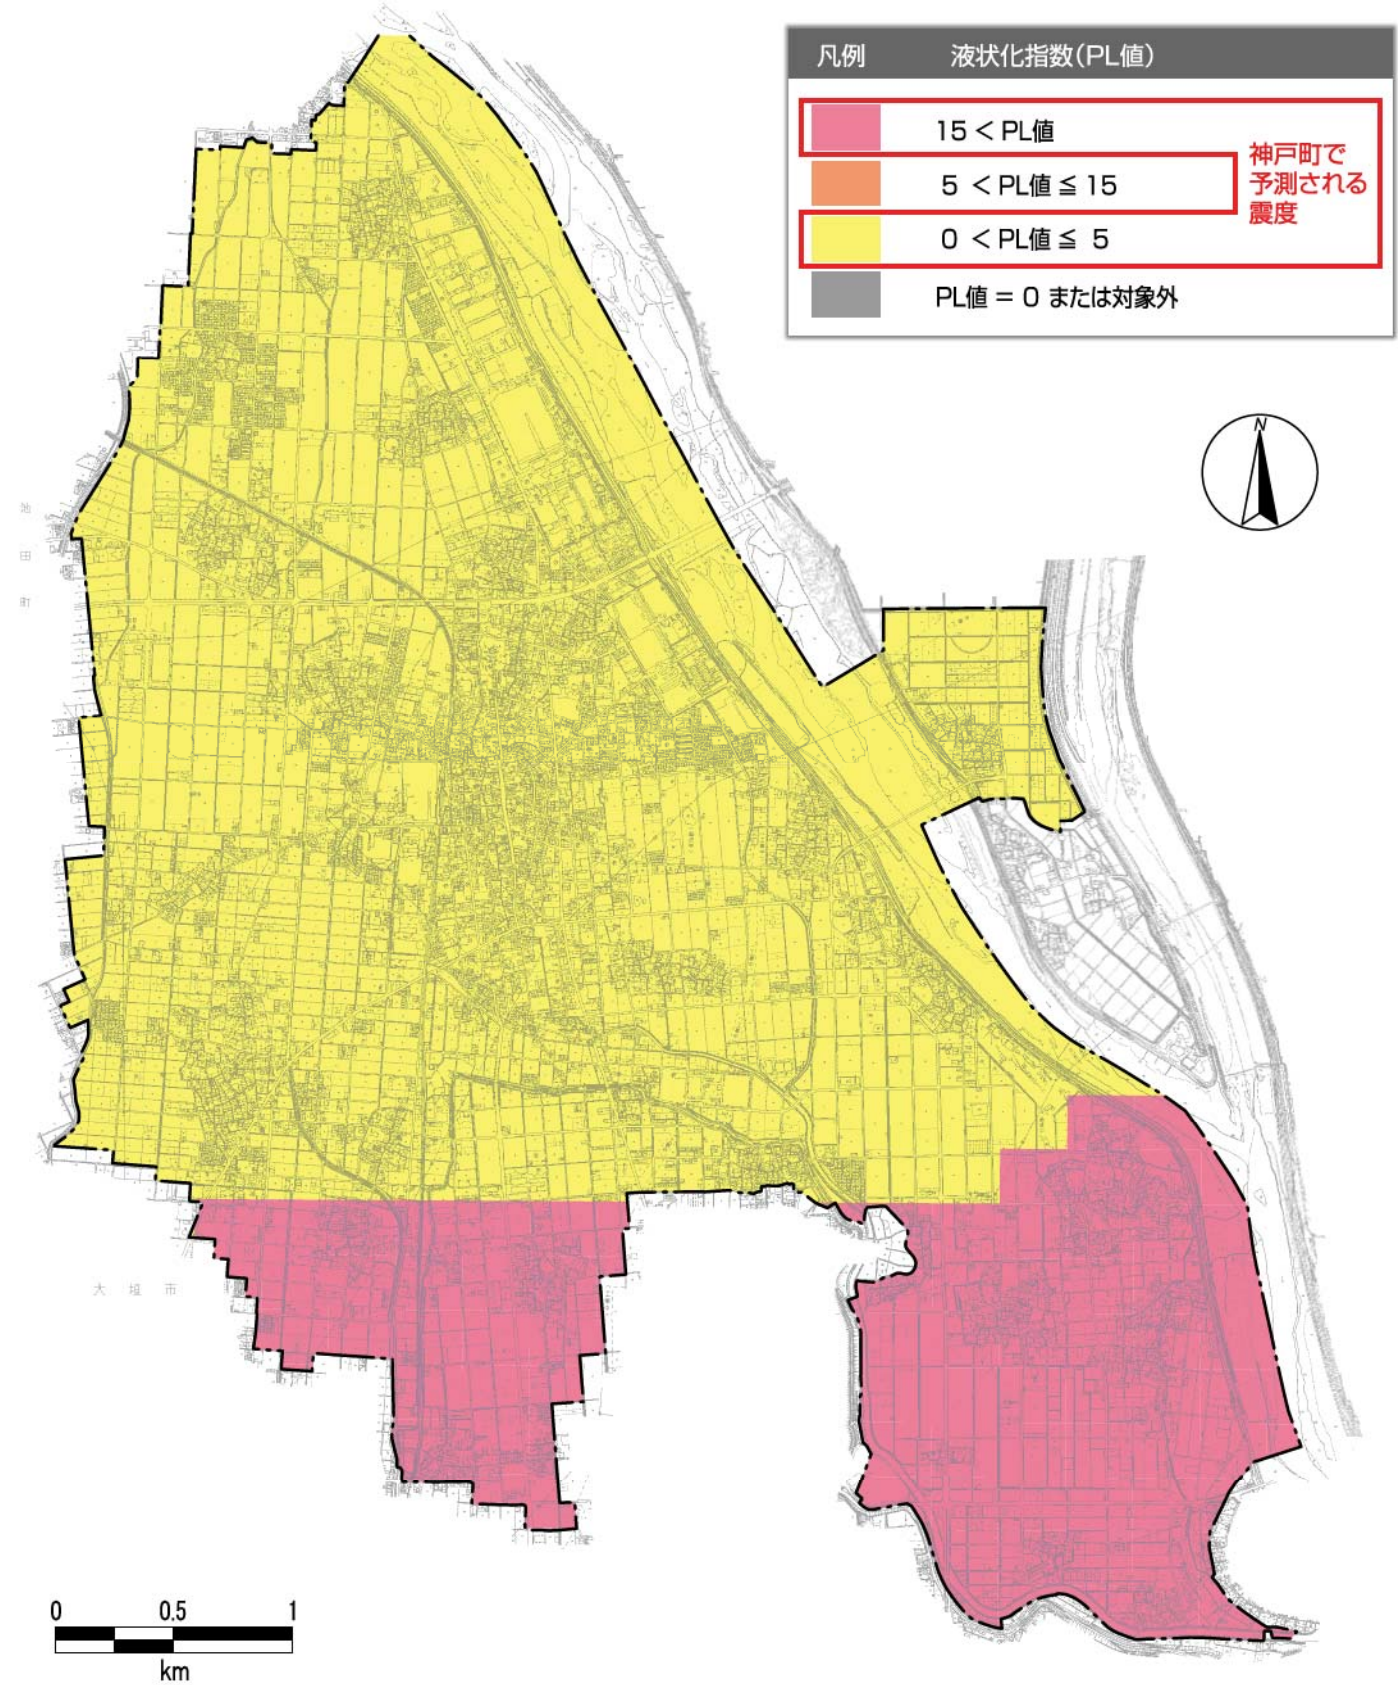 凡例 液状化指数(PL値)
15 < PL値
5 < PL値 ≦ 15
0 < PL値 ≦ 5
PL値 = 0 または対象外
神戸町で
予測される
震度
N
池田町
大垣市
0 0.5 1
km